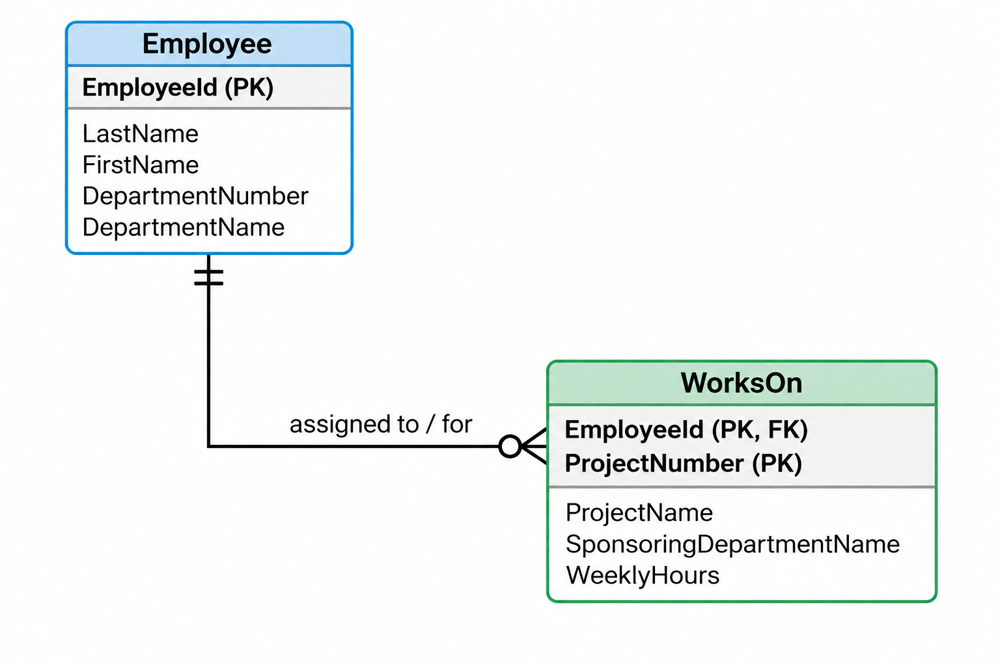 Employee
EmployeeId (PK)
LastName
FirstName
DepartmentNumber
DepartmentName
assigned to / for
WorksOn
EmployeeId (PK, FK)
ProjectNumber (PK)
ProjectName
SponsoringDepartmentName
WeeklyHours